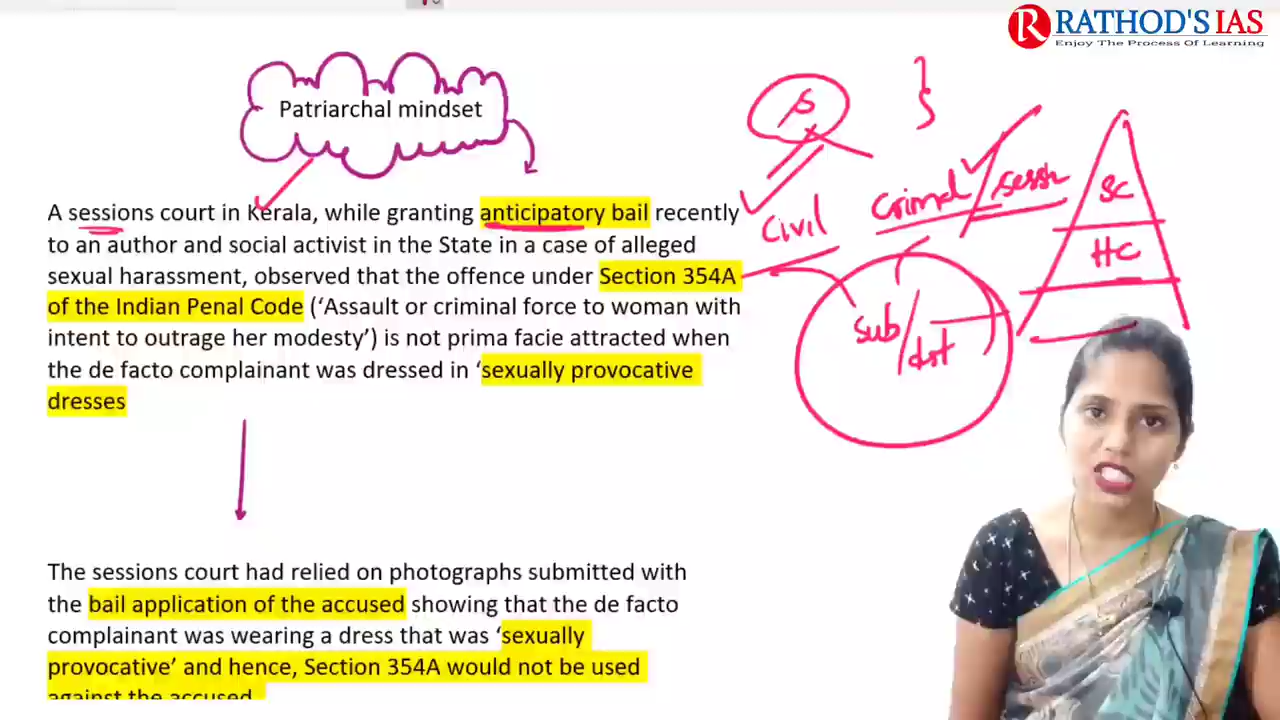 RATHOD'S IAS
Enjoy The Process Of Learning
Patriarchal mindset
A sessions court in Kerala, while granting anticipatory bail recently
to an author and social activist in the State in a case of alleged
sexual harassment, observed that the offence under Section 354A
of the Indian Penal Code (‘Assault or criminal force to woman with
intent to outrage her modesty’) is not prima facie attracted when
the de facto complainant was dressed in ‘sexually provocative
dresses
The sessions court had relied on photographs submitted with
the bail application of the accused showing that the de facto
complainant was wearing a dress that was ‘sexually
provocative’ and hence, Section 354A would not be used
against the accused
S
Civil
SC
HC
sub/